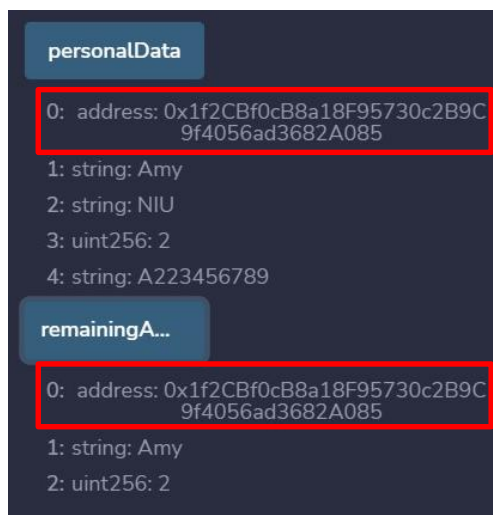 personalData
0: address: 0x1f2CBf0cB8a18F95730c2B9C
9f4056ad3682A085
1: string: Amy
2: string: NIU
3: uint256: 2
4: string: A223456789
remainingA...
0: address: 0x1f2CBf0cB8a18F95730c2B9C
9f4056ad3682A085
1: string: Amy
2: uint256: 2